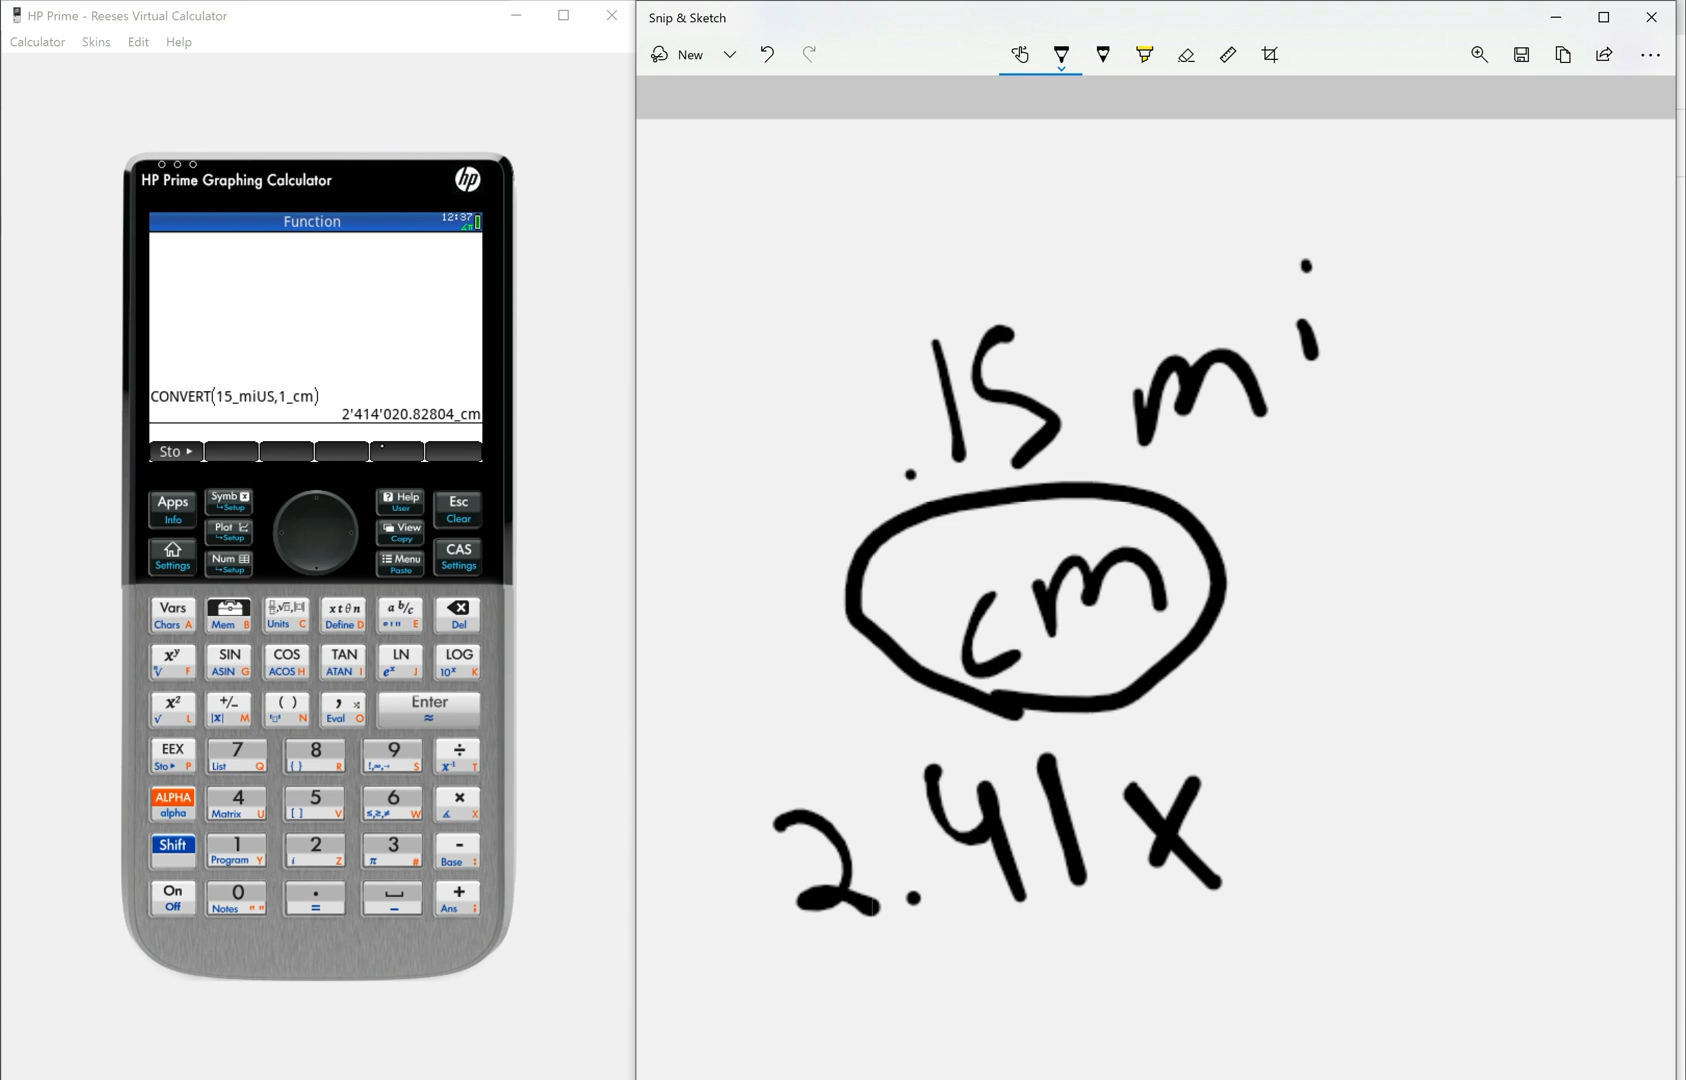 HP Prime - Reeses Virtual Calculator
Calculator Skins Edit Help
HP Prime Graphing Calculator
hp
Function 12:37
CONVERT(15_miUS,1_cm)
2'414'020.82804_cm
Sto ▸
Apps Info
Symb Setup
Plot Setup
Num Setup
Settings
Help User
View Copy
Menu Paste
Esc Clear
CAS Settings
Vars Chars A
Mem B
Units C
x t θ n Define D
a b/c E
Del
xʸ F
SIN ASIN G
COS ACOS H
TAN ATAN I
LN eˣ J
LOG 10ˣ K
x² √ L
+/− |x| M
( ) N
, Eval O
Enter ≈
EEX Sto▸ P
7 List Q
8 { } R
9 !,∞,→ S
÷ x⁻¹ T
ALPHA alpha
4 Matrix U
5 [ ] V
6 ≤,≥,≠ W
× ∡ X
Shift
1 Program Y
2 i Z
3 π #
- Base :
On Off
0 Notes " "
. =
_
+ Ans ;
Snip & Sketch
New
.15 mi
cm
2.41x